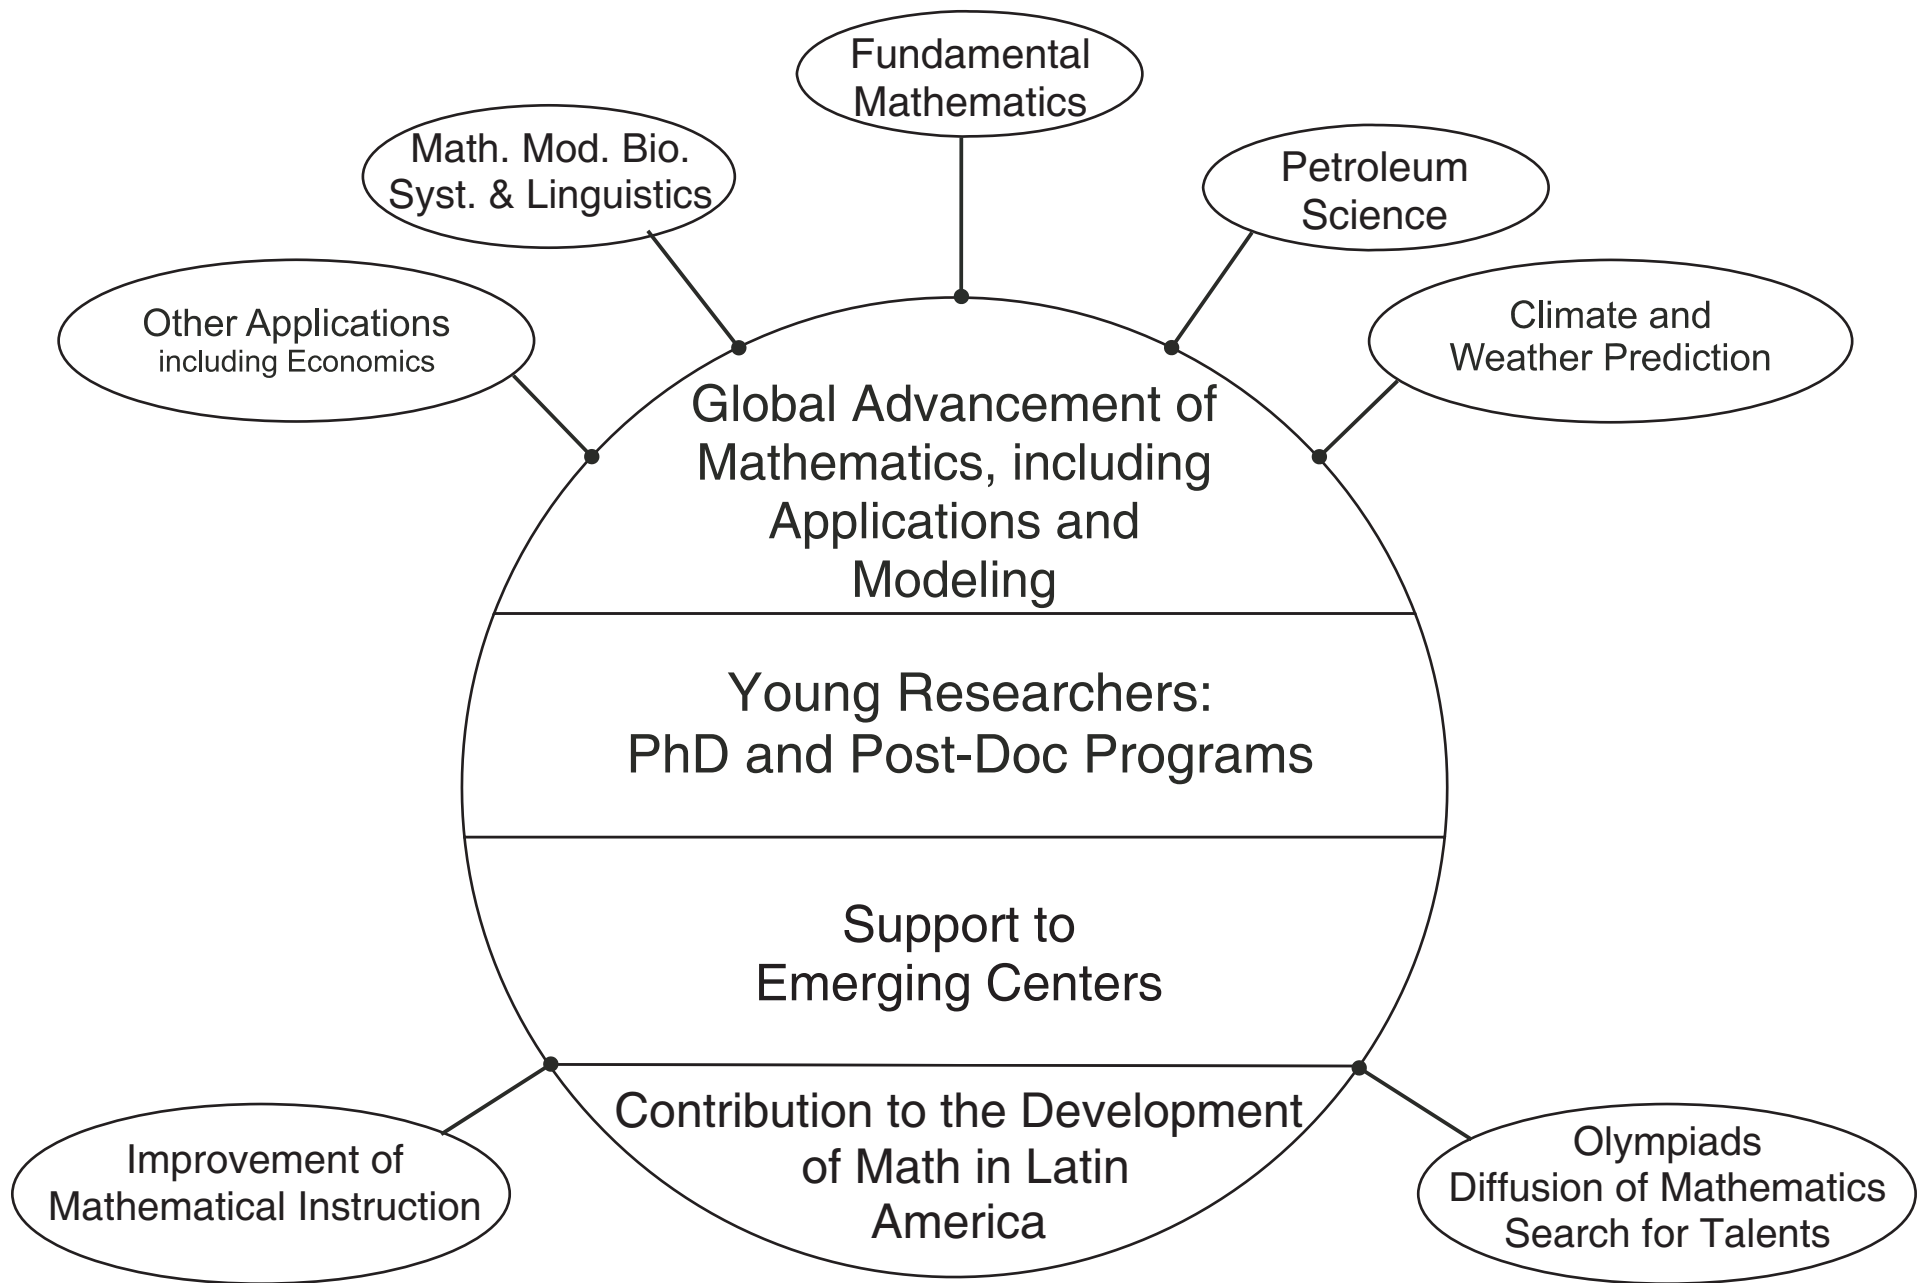 Fundamental
Mathematics
Math. Mod. Bio.
Syst. & Linguistics
Petroleum
Science
Other Applications
including Economics
Climate and
Weather Prediction
Global Advancement of
Mathematics, including
Applications and
Modeling
Young Researchers:
PhD and Post-Doc Programs
Support to
Emerging Centers
Contribution to the Development
of Math in Latin
America
Improvement of
Mathematical Instruction
Olympiads
Diffusion of Mathematics
Search for Talents